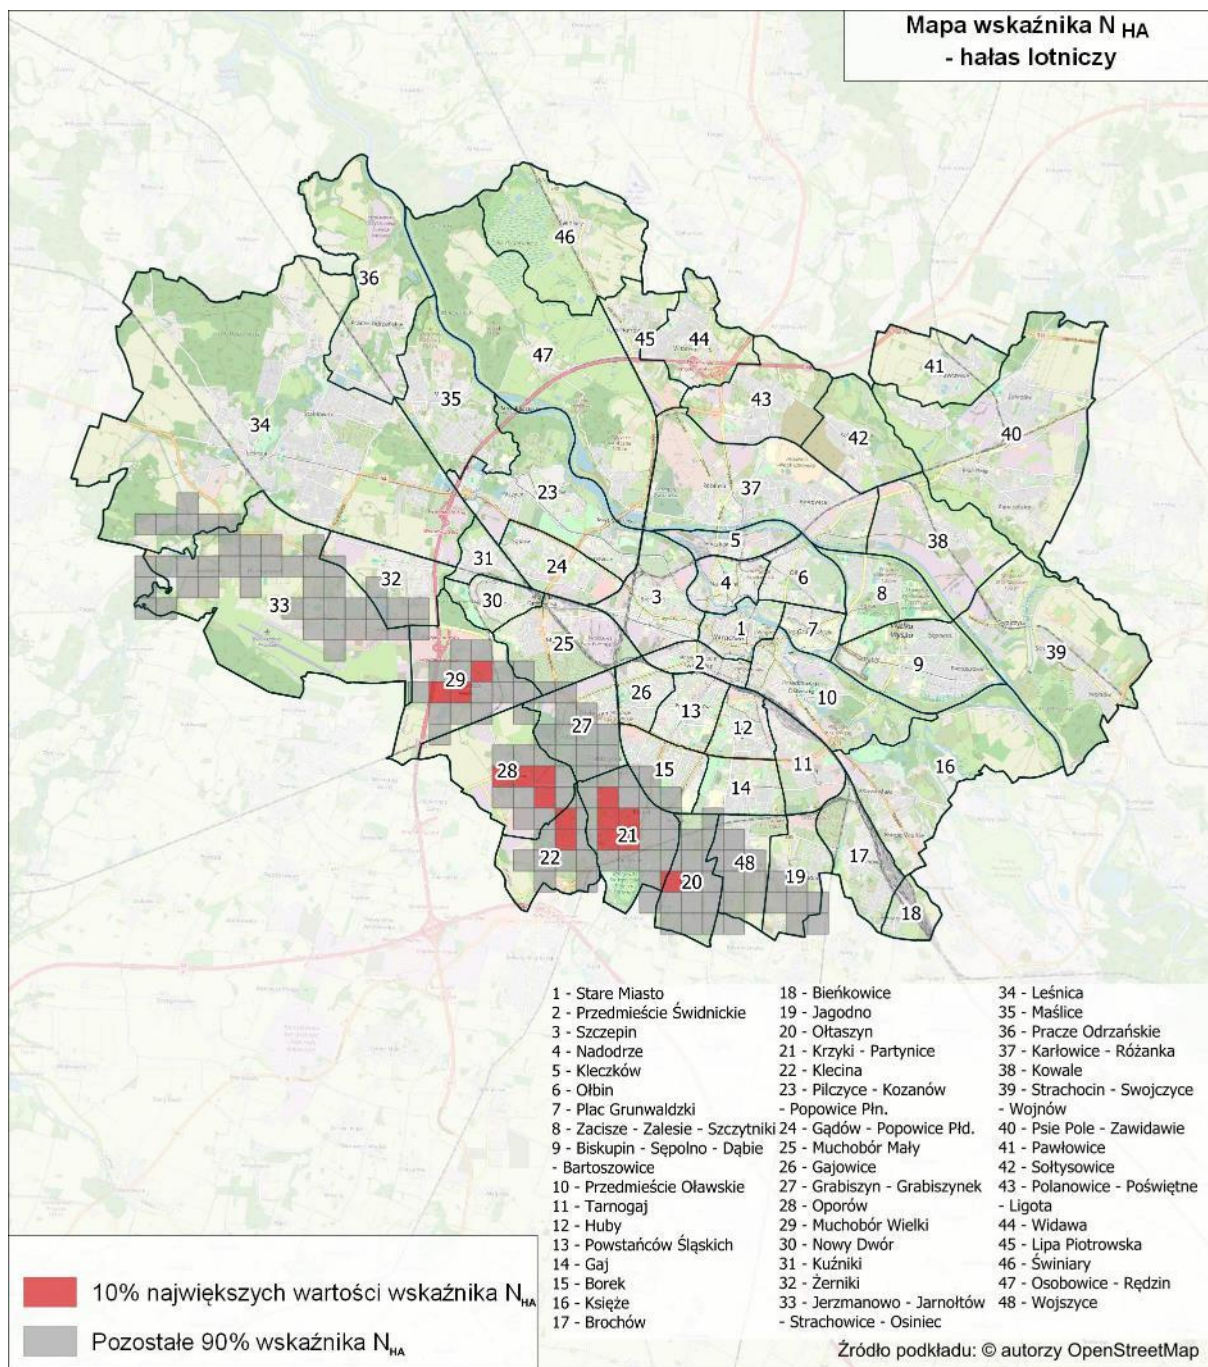 Mapa wskaźnika N HA
- hałas lotniczy
46
36
45
44
47
41
43
35
42
40
34
23
37
5
38
31
24
4
6
32
30
3
8
33
1
7
25
2
9
39
29
26
10
13
27
12
28
15
11
16
14
21
22
48
17
20
19
18
1 - Stare Miasto
2 - Przedmieście Świdnickie
3 - Szczepin
4 - Nadodrze
5 - Kleczków
6 - Ołbin
7 - Plac Grunwaldzki
8 - Zacisze - Zalesie - Szczytniki
9 - Biskupin - Sępolno - Dąbie
- Bartoszowice
10 - Przedmieście Oławskie
11 - Tarnogaj
12 - Huby
13 - Powstańców Śląskich
14 - Gaj
15 - Borek
16 - Księże
17 - Brochów
18 - Bieńkowice
19 - Jagodno
20 - Ołtaszyn
21 - Krzyki - Partynice
22 - Klecina
23 - Pilczyce - Kozanów
- Popowice Płn.
24 - Gądów - Popowice Płd.
25 - Muchobór Mały
26 - Gajowice
27 - Grabiszyn - Grabiszynek
28 - Oporów
29 - Muchobór Wielki
30 - Nowy Dwór
31 - Kuźniki
32 - Żerniki
33 - Jerzmanowo - Jarnołtów
- Strachowice - Osiniec
34 - Leśnica
35 - Maślice
36 - Pracze Odrzańskie
37 - Karłowice - Różanka
38 - Kowale
39 - Strachocin - Swojczyce
- Wojnów
40 - Psie Pole - Zawidawie
41 - Pawłowice
42 - Sołtysowice
43 - Polanowice - Poświętne
- Ligota
44 - Widawa
45 - Lipa Piotrowska
46 - Świniary
47 - Osobowice - Rędzin
48 - Wojszyce
10% największych wartości wskaźnika N HA
Pozostałe 90% wskaźnika N HA
Źródło podkładu: © autorzy OpenStreetMap